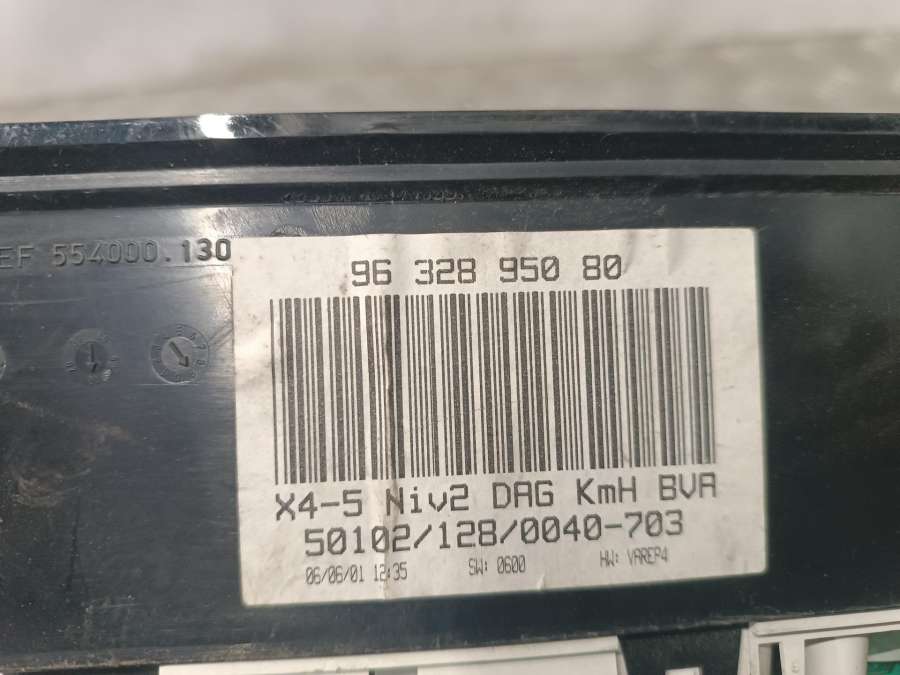 EF 554000.130
96 328 950 80
X4-5 Niv2 DAG KmH BVA
50102/128/0040-703
06/06/01 12:35 SW: 0600 HW: VAREP4